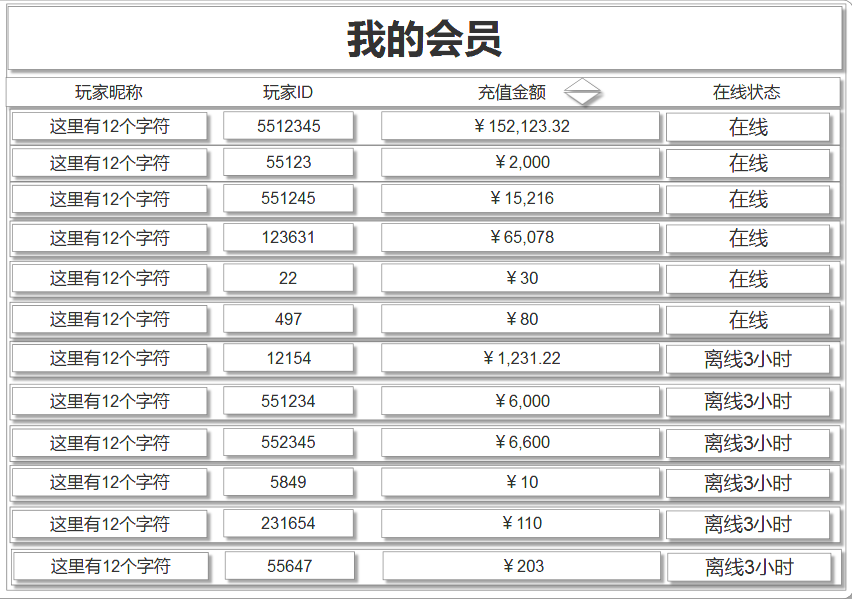 我的会员
玩家昵称 玩家ID 充值金额 在线状态
这里有12个字符 5512345 ￥152,123.32 在线
这里有12个字符 55123 ￥2,000 在线
这里有12个字符 551245 ￥15,216 在线
这里有12个字符 123631 ￥65,078 在线
这里有12个字符 22 ￥30 在线
这里有12个字符 497 ￥80 在线
这里有12个字符 12154 ￥1,231.22 离线3小时
这里有12个字符 551234 ￥6,000 离线3小时
这里有12个字符 552345 ￥6,600 离线3小时
这里有12个字符 5849 ￥10 离线3小时
这里有12个字符 231654 ￥110 离线3小时
这里有12个字符 55647 ￥203 离线3小时